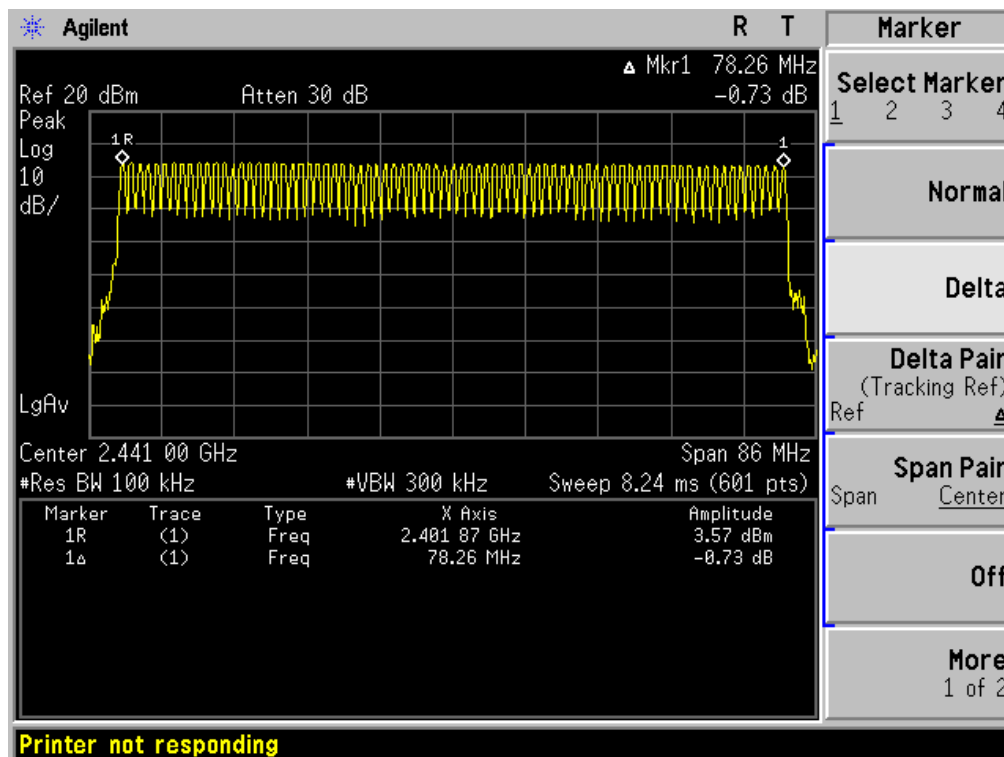 Agilent
R T
Marker
Δ Mkr1 78.26 MHz
Ref 20 dBm Atten 30 dB -0.73 dB
Peak
Log
10
dB/
1R
1
LgAv
Center 2.441 00 GHz Span 86 MHz
#Res BW 100 kHz #VBW 300 kHz Sweep 8.24 ms (601 pts)
Marker Trace Type X Axis Amplitude
1R (1) Freq 2.401 87 GHz 3.57 dBm
1Δ (1) Freq 78.26 MHz -0.73 dB
Select Marker
1 2 3 4
Normal
Delta
Delta Pair
(Tracking Ref)
Ref Δ
Span Pair
Span Center
Off
More
1 of 2
Printer not responding